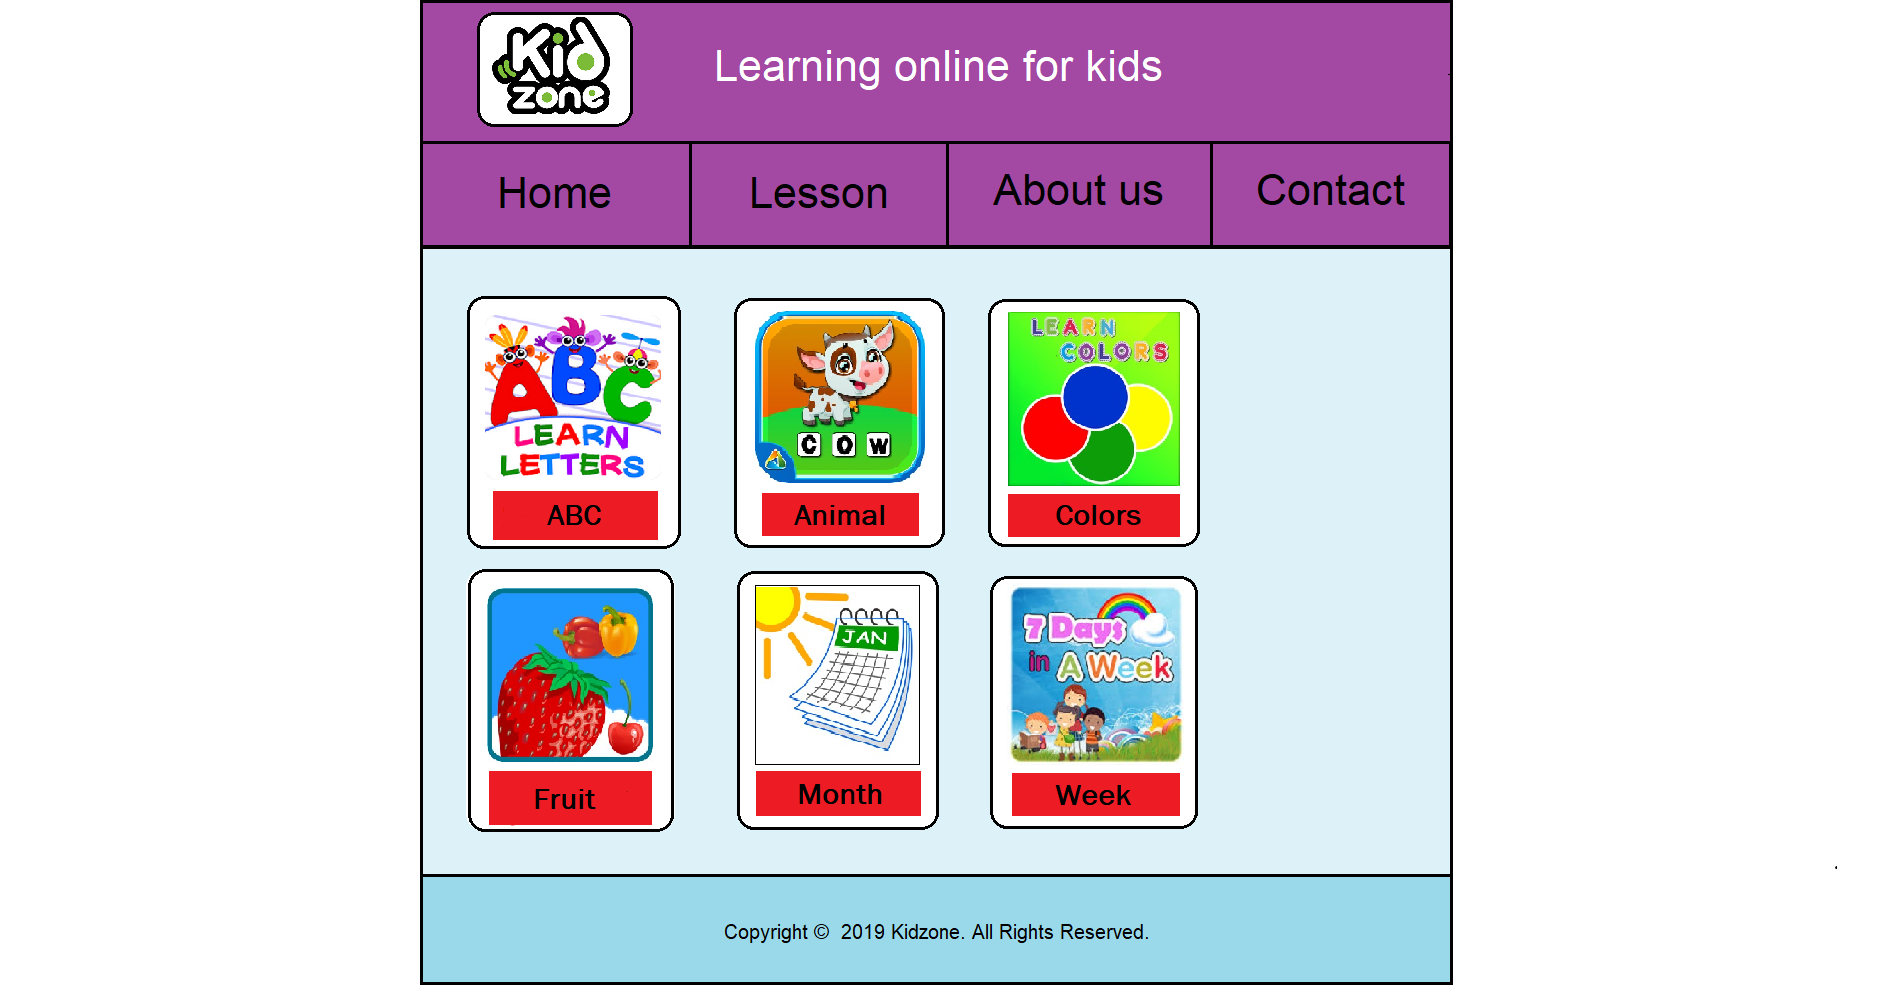 Kid
zone
Learning online for kids
Home
Lesson
About us
Contact
ABC
LEARN
LETTERS
ABC
COW
Animal
LEARN
COLORS
Colors
Fruit
JAN
Month
7 Days
in A Week
Week
Copyright ©  2019 Kidzone. All Rights Reserved.